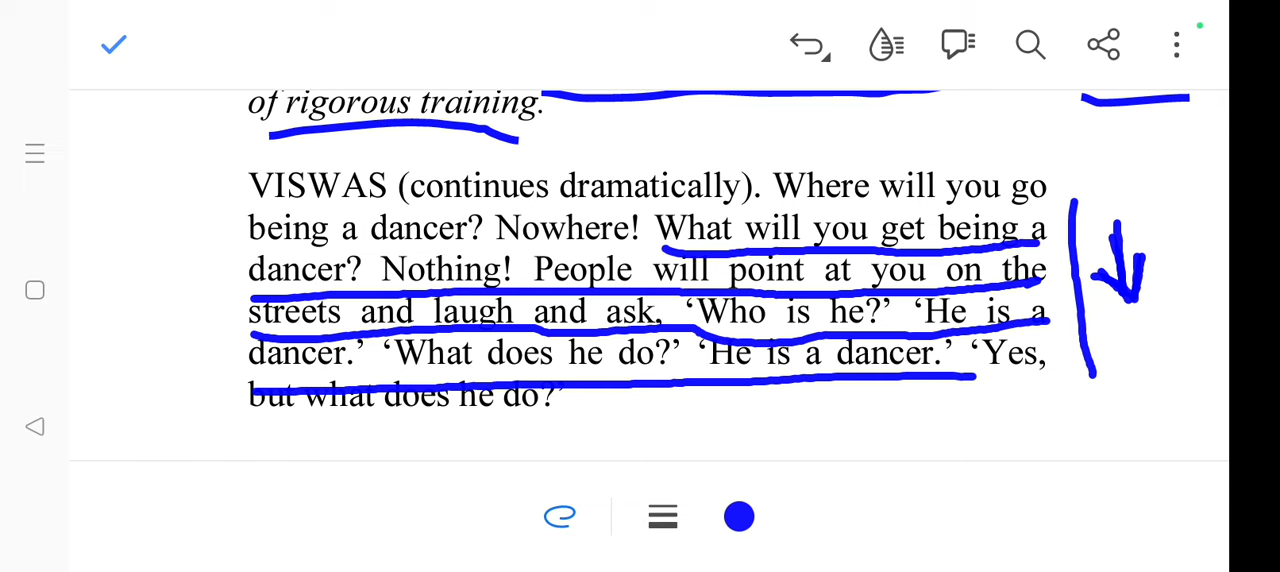 of rigorous training.
VISWAS (continues dramatically). Where will you go
being a dancer? Nowhere! What will you get being a
dancer? Nothing! People will point at you on the
streets and laugh and ask, ‘Who is he?’ ‘He is a
dancer.’ ‘What does he do?’ ‘He is a dancer.’ ‘Yes,
but what does he do?’